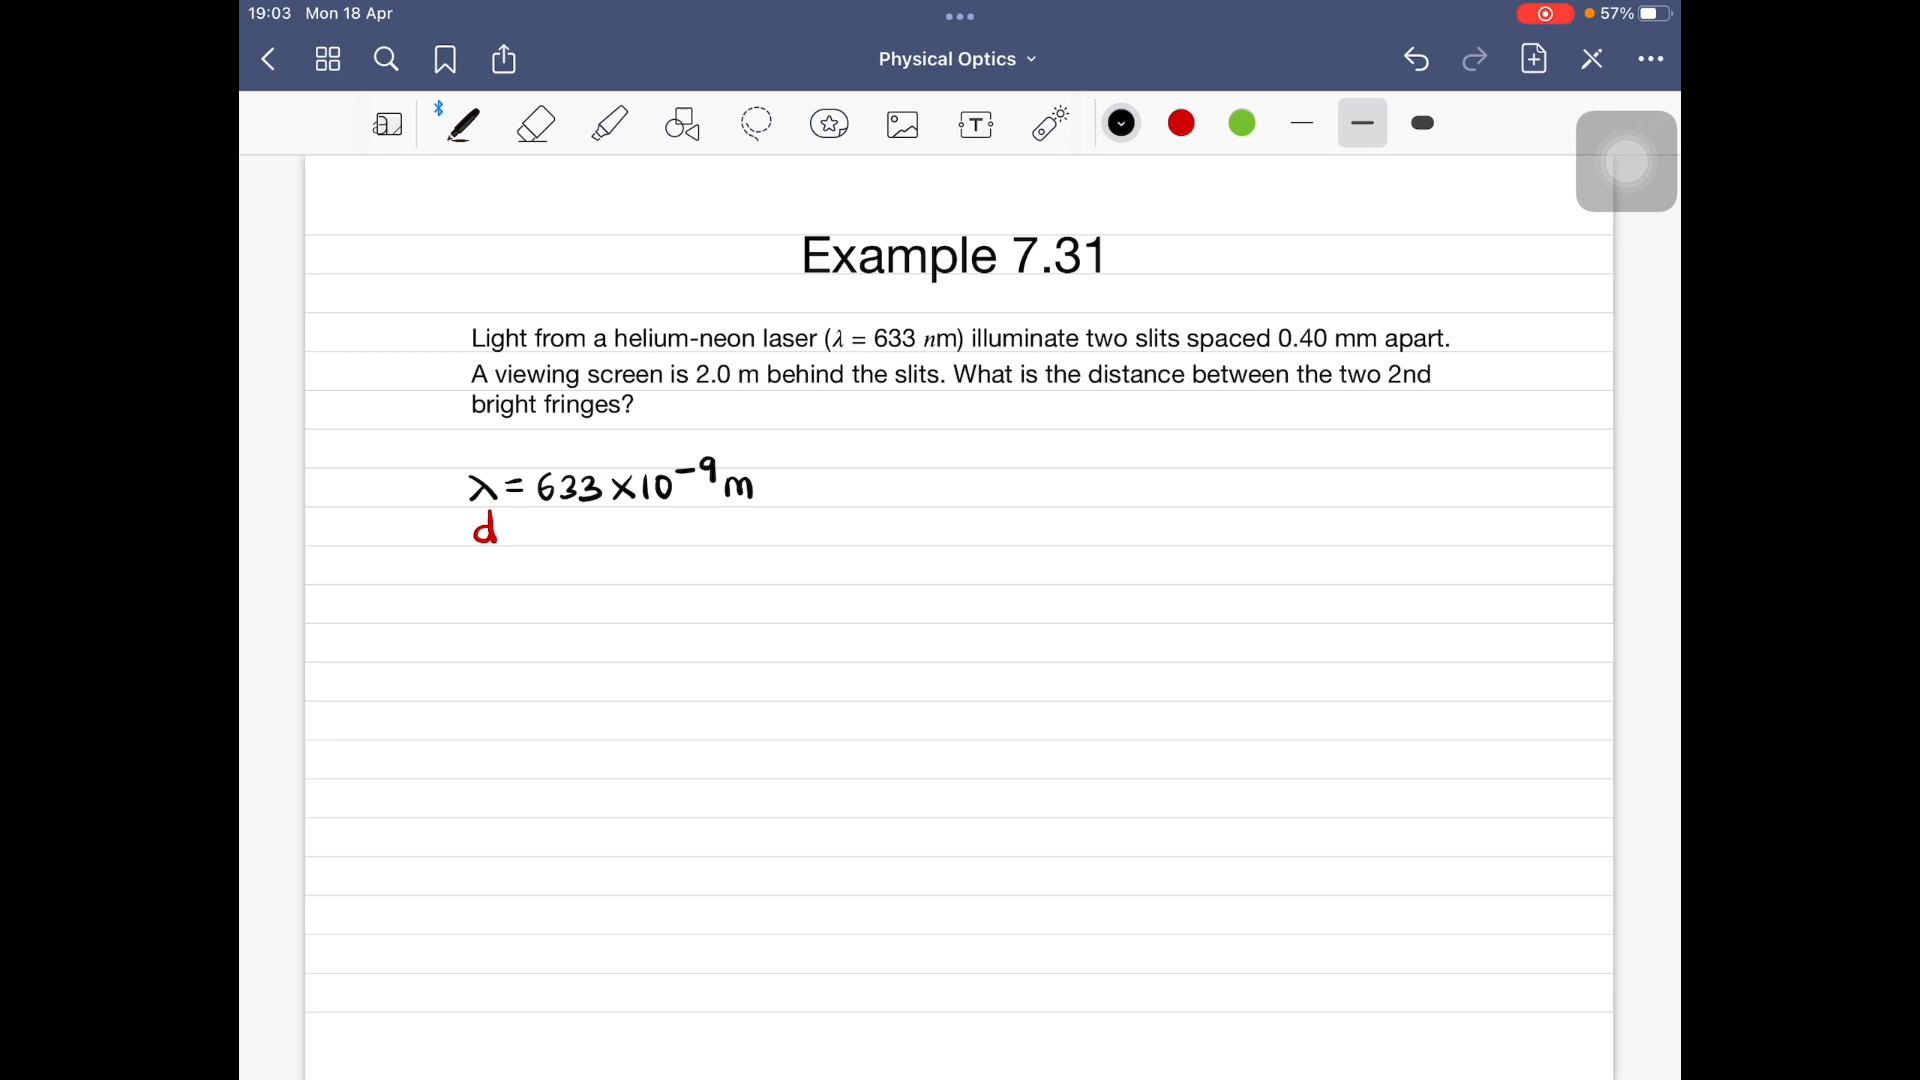 19:03 Mon 18 Apr
57%
Physical Optics
Example 7.31
Light from a helium-neon laser (λ = 633 nm) illuminate two slits spaced 0.40 mm apart.
A viewing screen is 2.0 m behind the slits. What is the distance between the two 2nd
bright fringes?
λ = 633 × 10⁻⁹ m
d